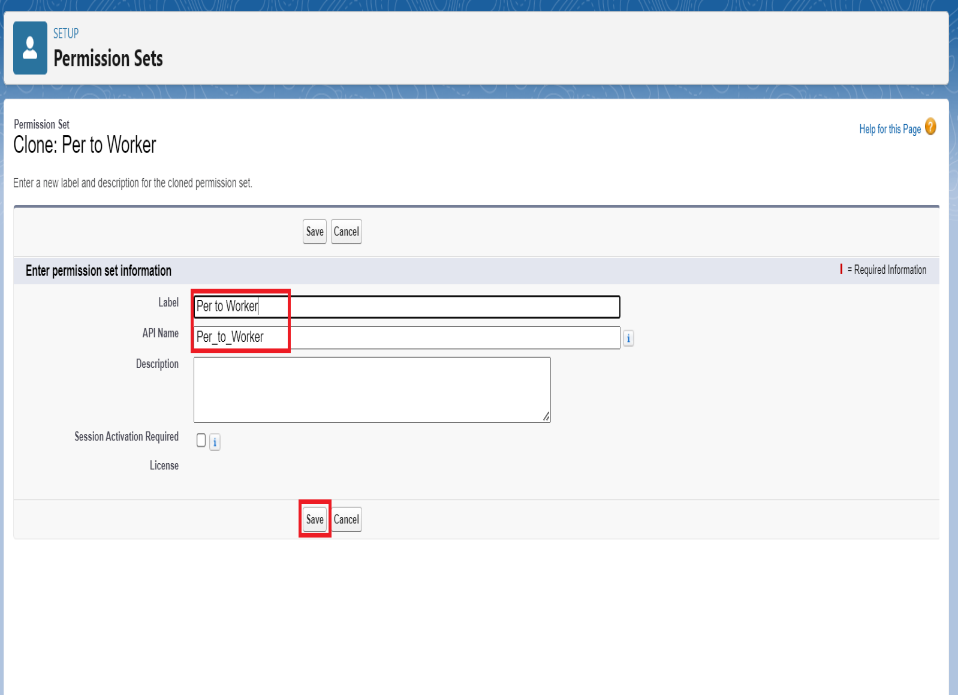 SETUP
Permission Sets
Permission Set
Clone: Per to Worker
Help for this Page ?
Enter a new label and description for the cloned permission set.
Save Cancel
Enter permission set information
= Required Information
Label Per to Worker
API Name Per_to_Worker i
Description
Session Activation Required i
License
Save Cancel